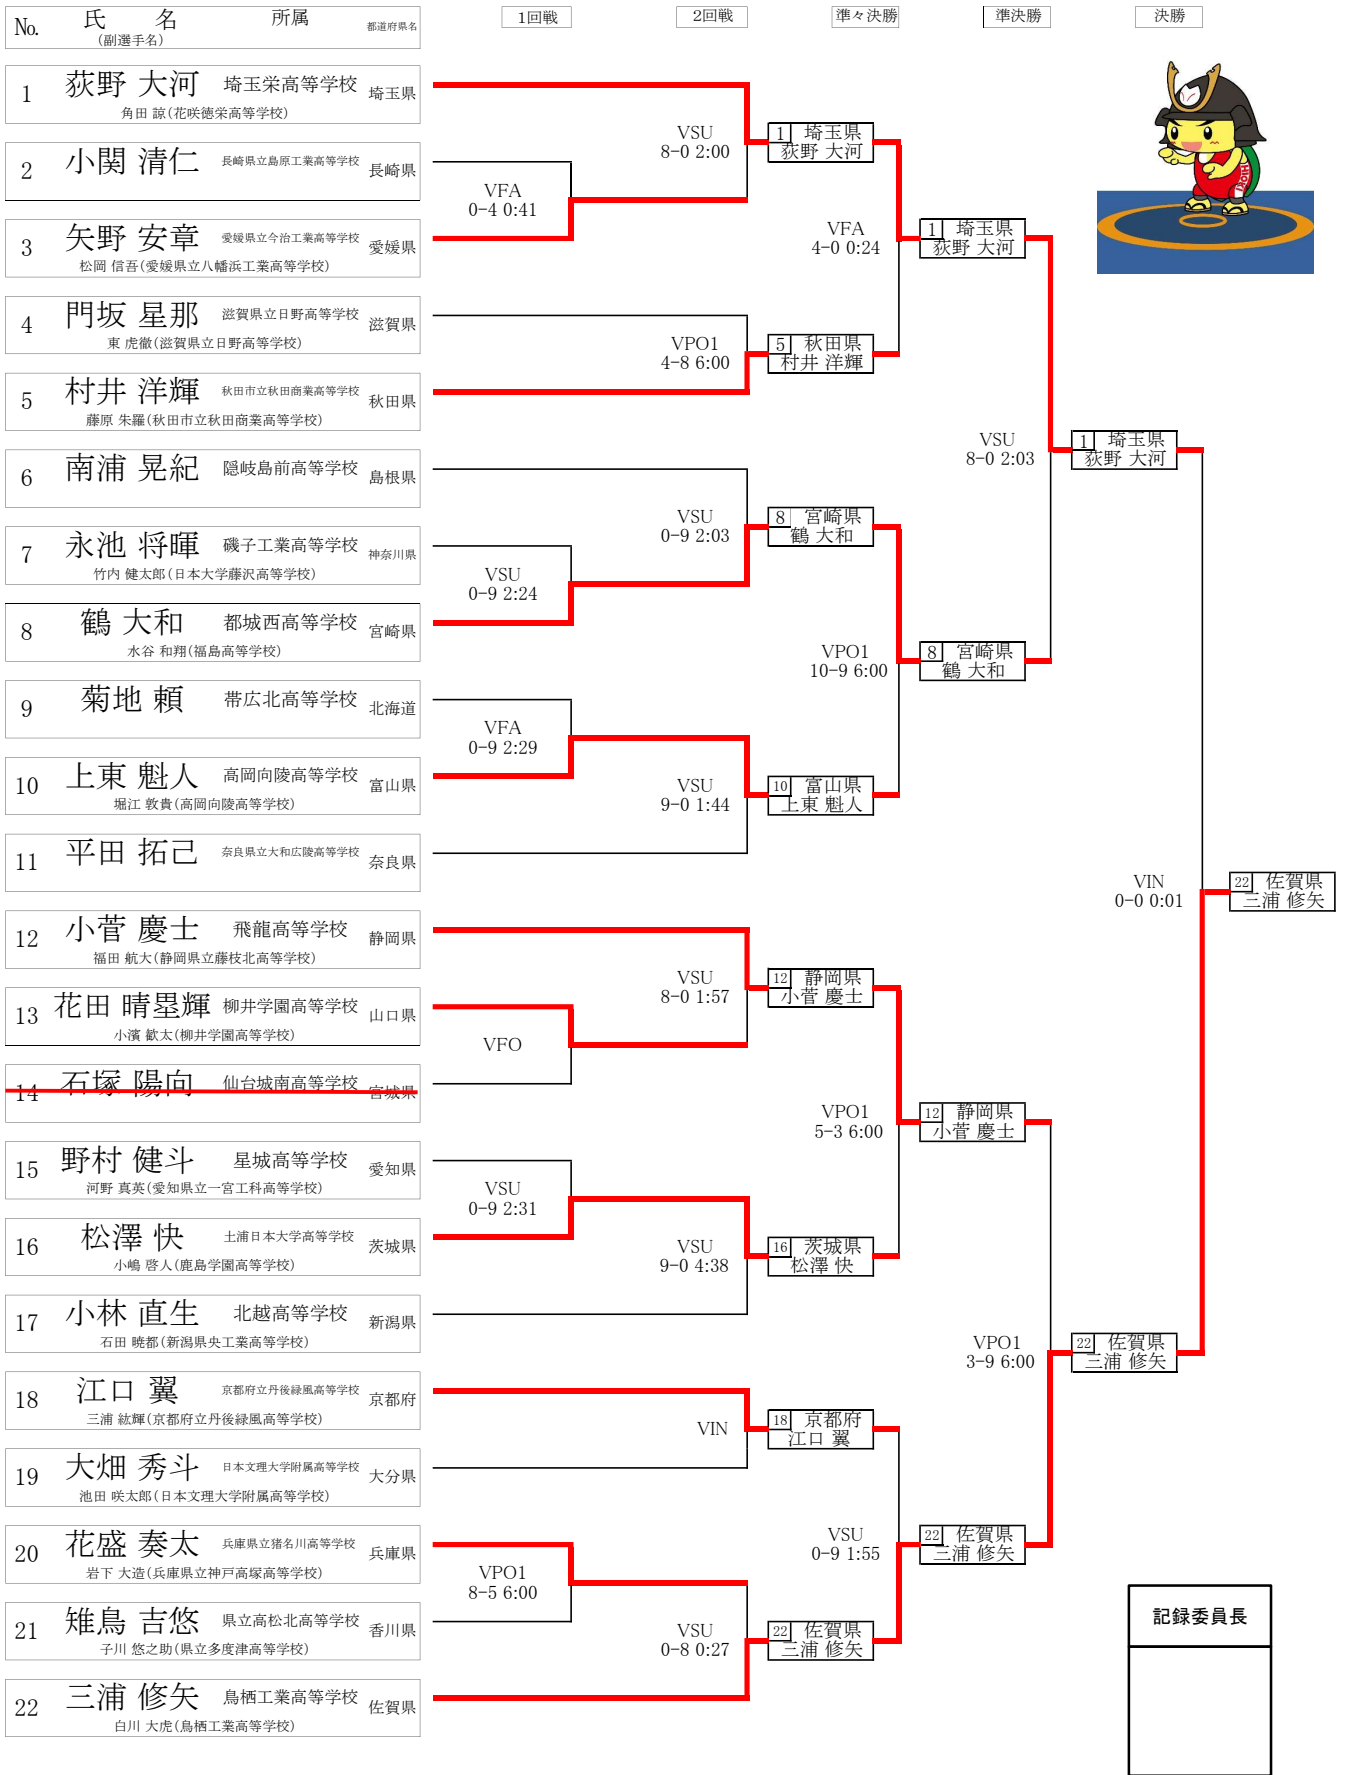 No. 氏 名 所属 都道府県名 1回戦 2回戦 準々決勝 準決勝 決勝
(副選手名)
1 荻野 大河 埼玉栄高等学校 埼玉県
角田 諒(花咲徳栄高等学校)
2 小関 清仁 長崎県立島原工業高等学校 長崎県
3 矢野 安章 愛媛県立今治工業高等学校 愛媛県
松岡 信吾(愛媛県立八幡浜工業高等学校)
4 門坂 星那 滋賀県立日野高等学校 滋賀県
東 虎徹(滋賀県立日野高等学校)
5 村井 洋輝 秋田市立秋田商業高等学校 秋田県
藤原 朱羅(秋田市立秋田商業高等学校)
6 南浦 晃紀 隠岐島前高等学校 島根県
7 永池 将暉 磯子工業高等学校 神奈川県
竹内 健太郎(日本大学藤沢高等学校)
8 鶴 大和 都城西高等学校 宮崎県
水谷 和翔(福島高等学校)
9 菊地 頼 帯広北高等学校 北海道
10 上東 魁人 高岡向陵高等学校 富山県
堀江 敦貴(高岡向陵高等学校)
11 平田 拓己 奈良県立大和広陵高等学校 奈良県
12 小菅 慶士 飛龍高等学校 静岡県
福田 航大(静岡県立藤枝北高等学校)
13 花田 晴塁輝 柳井学園高等学校 山口県
小濱 歓太(柳井学園高等学校)
14 石塚 陽向 仙台城南高等学校 宮城県
15 野村 健斗 星城高等学校 愛知県
河野 真英(愛知県立一宮工科高等学校)
16 松澤 快 土浦日本大学高等学校 茨城県
小嶋 啓人(鹿島学園高等学校)
17 小林 直生 北越高等学校 新潟県
石田 暁都(新潟県央工業高等学校)
18 江口 翼 京都府立丹後緑風高等学校 京都府
三浦 紘輝(京都府立丹後緑風高等学校)
19 大畑 秀斗 日本文理大学附属高等学校 大分県
池田 咲太郎(日本文理大学附属高等学校)
20 花盛 奏太 兵庫県立猪名川高等学校 兵庫県
岩下 大造(兵庫県立神戸高塚高等学校)
21 雉鳥 吉悠 県立高松北高等学校 香川県
子川 悠之助(県立多度津高等学校)
22 三浦 修矢 鳥栖工業高等学校 佐賀県
白川 大虎(鳥栖工業高等学校)
VFA
0-4 0:41
VSU
0-9 2:24
VFA
0-9 2:29
VFO
VSU
0-9 2:31
VPO1
8-5 6:00
VSU
8-0 2:00
VPO1
4-8 6:00
VSU
0-9 2:03
VSU
9-0 1:44
VSU
8-0 1:57
VSU
9-0 4:38
VIN
VSU
0-8 0:27
1 埼玉県
荻野 大河
5 秋田県
村井 洋輝
8 宮崎県
鶴 大和
10 富山県
上東 魁人
12 静岡県
小菅 慶士
16 茨城県
松澤 快
18 京都府
江口 翼
22 佐賀県
三浦 修矢
VFA
4-0 0:24
VPO1
10-9 6:00
VPO1
5-3 6:00
VSU
0-9 1:55
1 埼玉県
荻野 大河
8 宮崎県
鶴 大和
12 静岡県
小菅 慶士
22 佐賀県
三浦 修矢
VSU
8-0 2:03
VPO1
3-9 6:00
1 埼玉県
荻野 大河
22 佐賀県
三浦 修矢
VIN
0-0 0:01
22 佐賀県
三浦 修矢
HIOKI
記録委員長